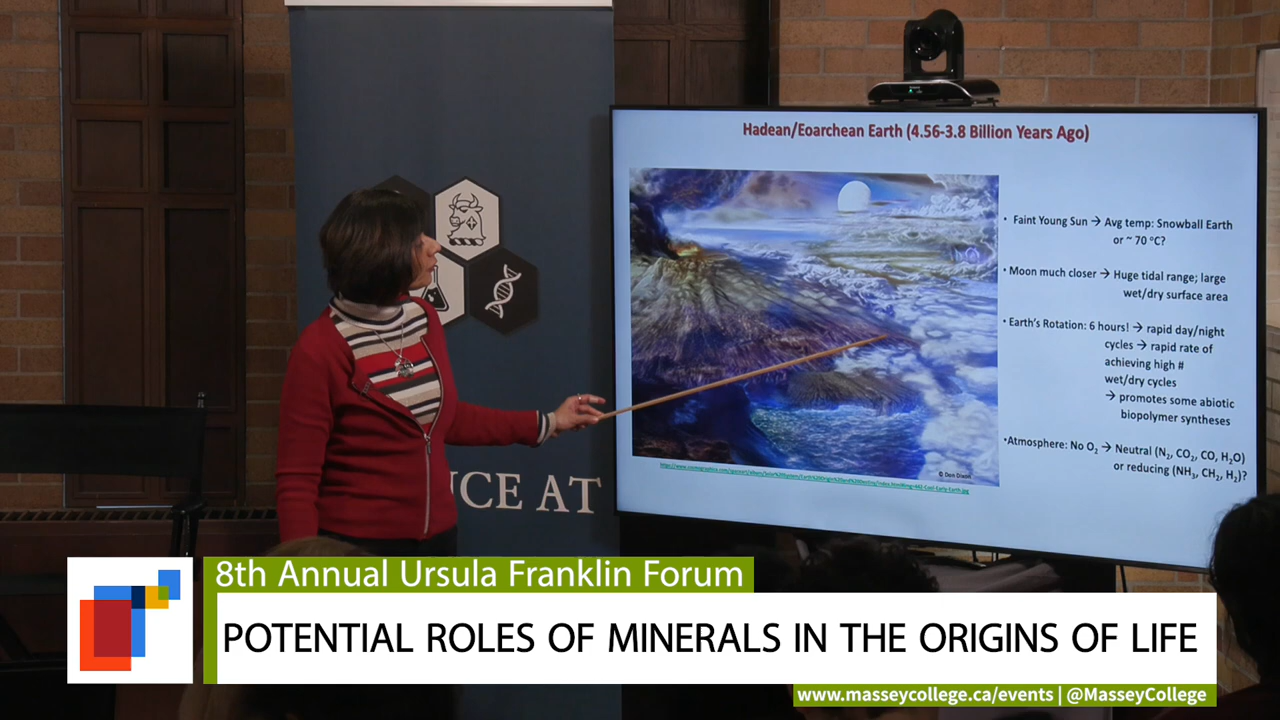 Hadean/Eoarchean Earth (4.56-3.8 Billion Years Ago)
• Faint Young Sun → Avg temp: Snowball Earth
or ~ 70 °C?
• Moon much closer → Huge tidal range; large
wet/dry surface area
• Earth's Rotation: 6 hours! → rapid day/night
cycles → rapid rate of
achieving high #
wet/dry cycles
→ promotes some abiotic
biopolymer syntheses
• Atmosphere: No O₂ → Neutral (N₂, CO₂, CO, H₂O)
or reducing (NH₃, CH₂, H₂)?
© Don Dixon
NCE AT
8th Annual Ursula Franklin Forum
POTENTIAL ROLES OF MINERALS IN THE ORIGINS OF LIFE
www.masseycollege.ca/events | @MasseyCollege